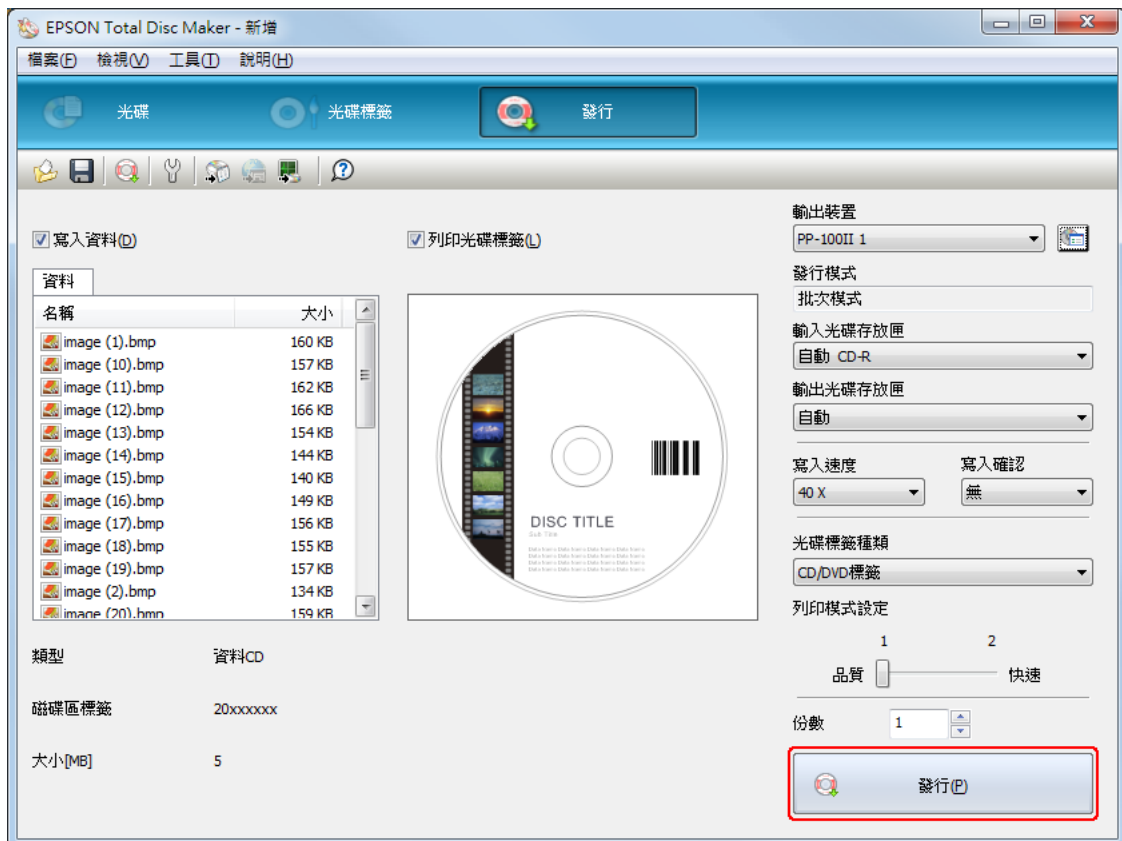 EPSON Total Disc Maker - 新增
檔案(F) 檢視(V) 工具(T) 說明(H)
光碟 光碟標籤 發行
寫入資料(D)
資料
名稱 大小
image (1).bmp 160 KB
image (10).bmp 157 KB
image (11).bmp 162 KB
image (12).bmp 166 KB
image (13).bmp 154 KB
image (14).bmp 144 KB
image (15).bmp 140 KB
image (16).bmp 149 KB
image (17).bmp 156 KB
image (18).bmp 155 KB
image (19).bmp 157 KB
image (2).bmp 134 KB
image (20).bmp 159 KB
類型 資料CD
磁碟區標籤 20xxxxxx
大小[MB] 5
列印光碟標籤(L)
DISC TITLE
Sub Title
輸出裝置
PP-100II 1
發行模式
批次模式
輸入光碟存放匣
自動 CD-R
輸出光碟存放匣
自動
寫入速度 寫入確認
40 X 無
光碟標籤種類
CD/DVD標籤
列印模式設定
1 2
品質 快速
份數 1
發行(P)